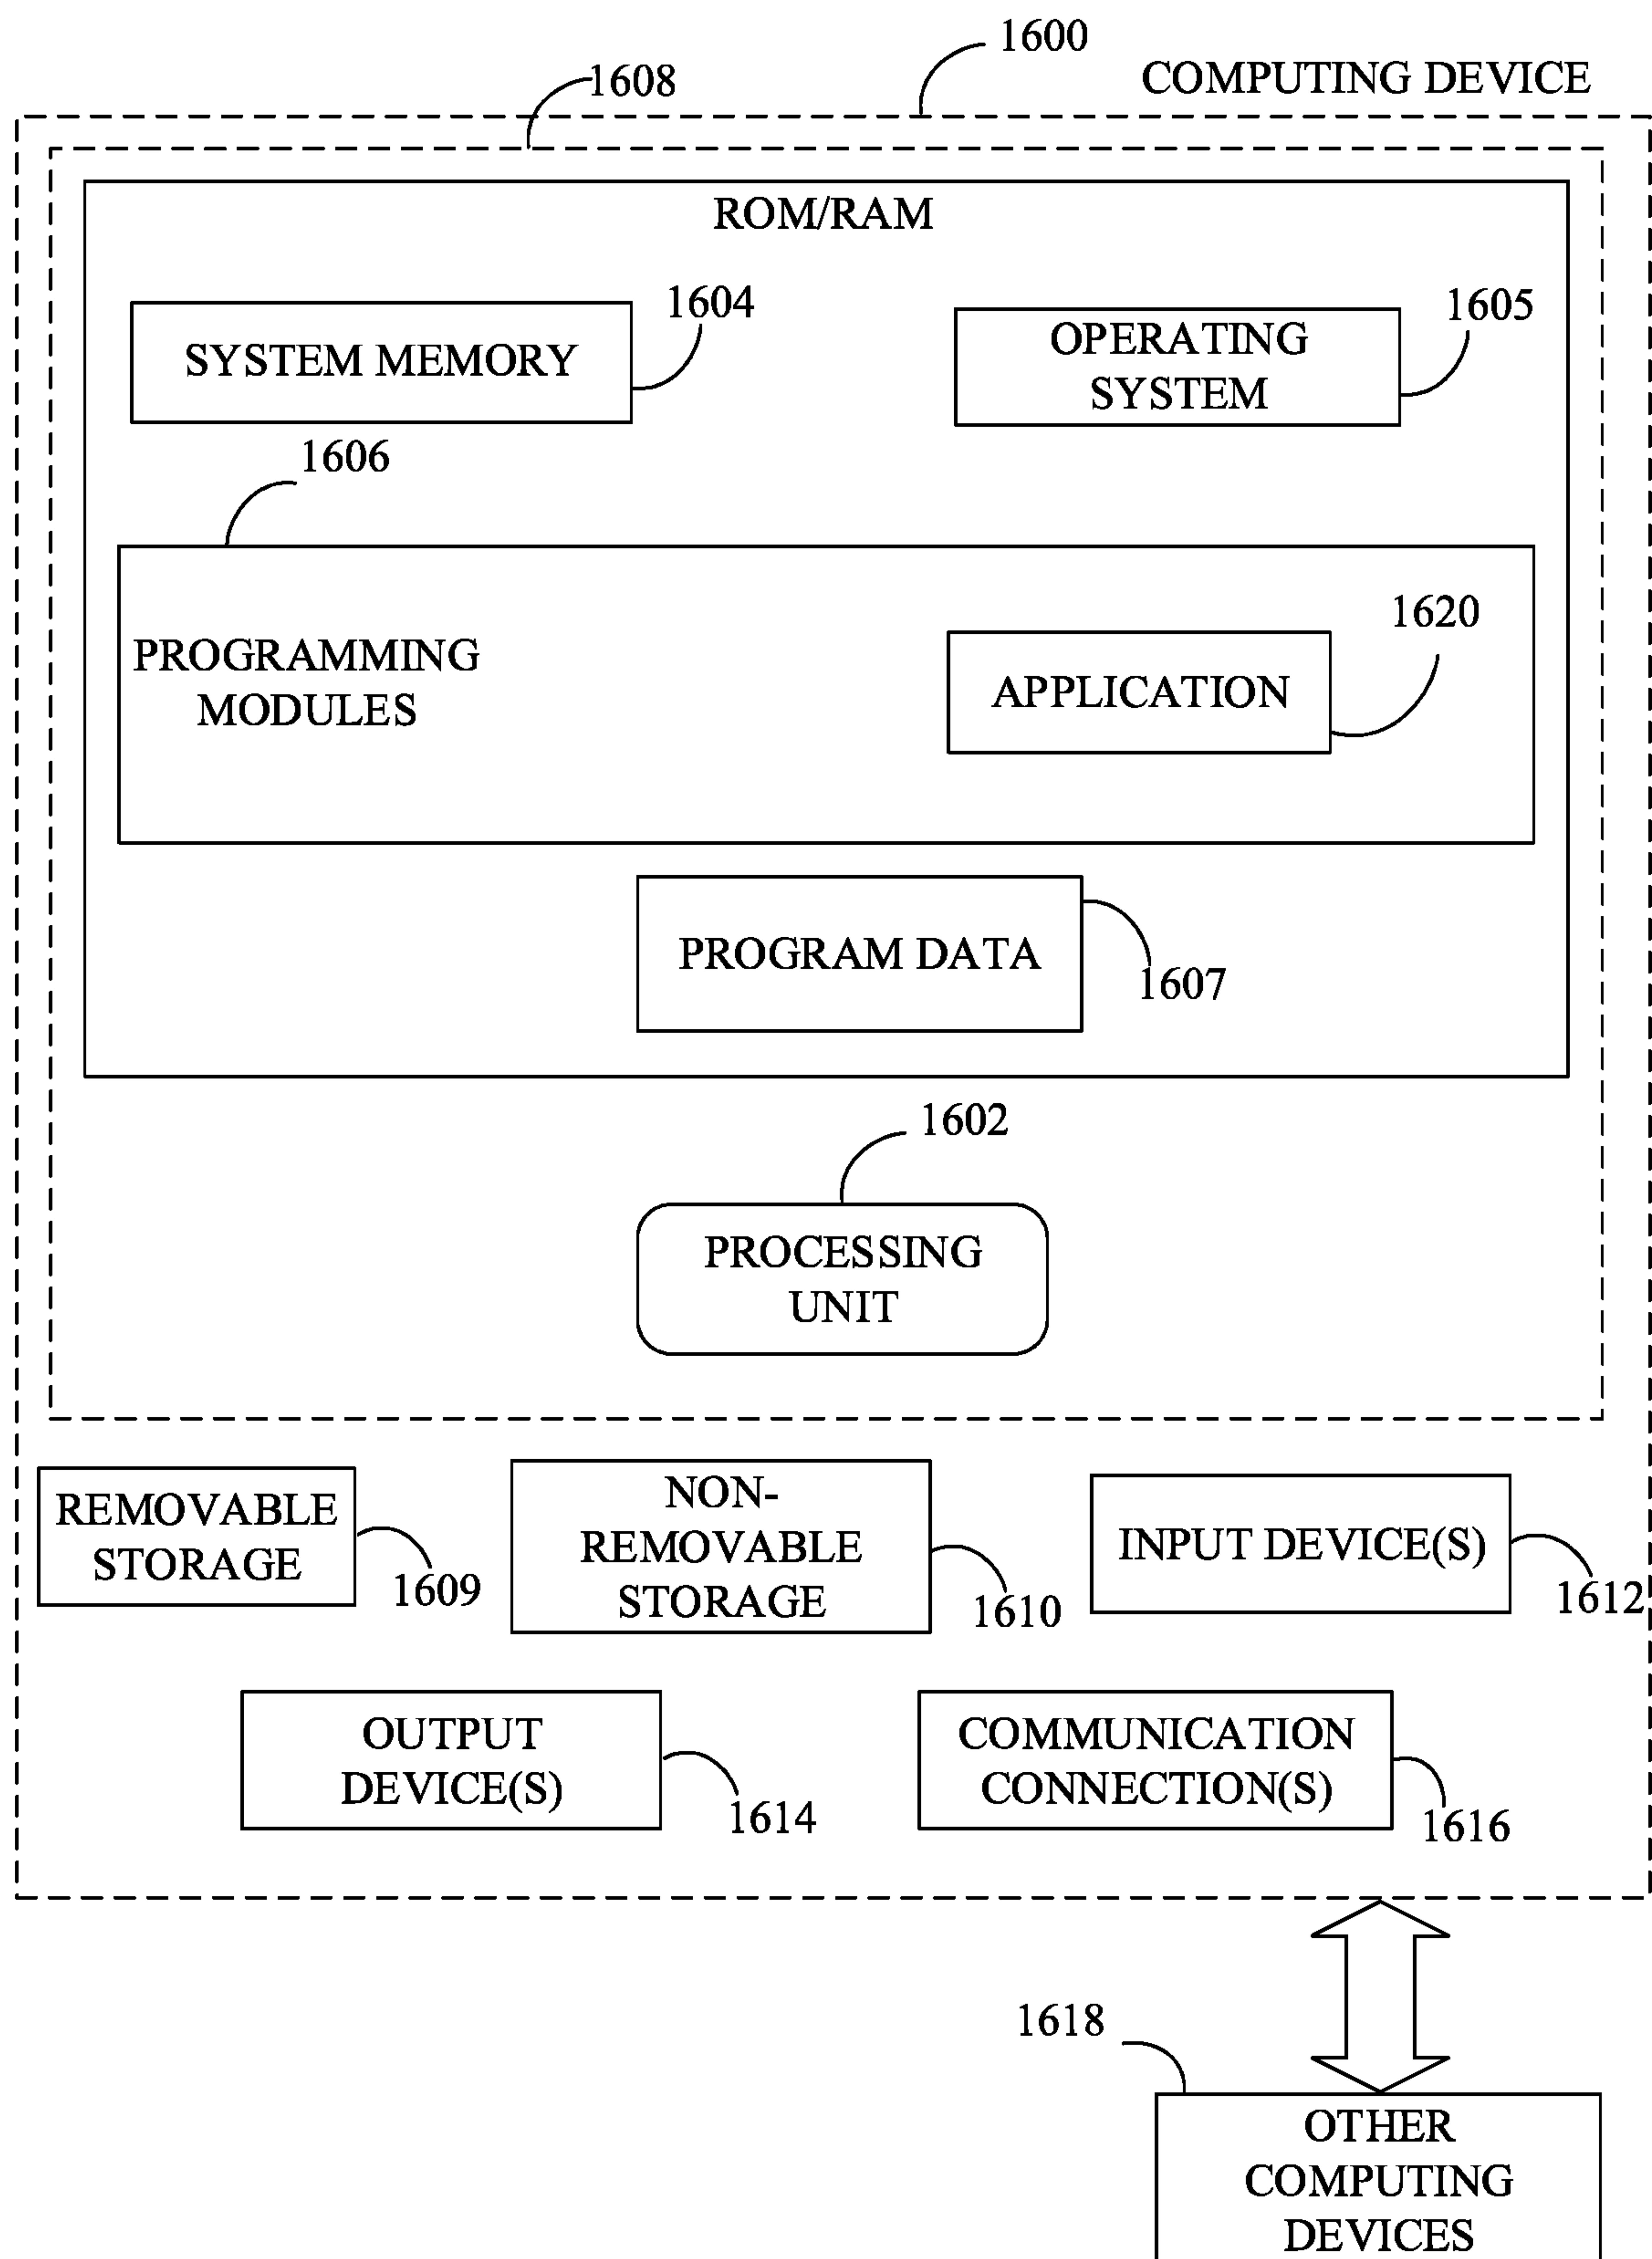 1600
COMPUTING DEVICE
1608
ROM/RAM
1604
1605
SYSTEM MEMORY
OPERATING
SYSTEM
1606
1620
PROGRAMMING
MODULES
APPLICATION
PROGRAM DATA
1607
1602
PROCESSING
UNIT
REMOVABLE
STORAGE
1609
NON-
REMOVABLE
STORAGE
1610
INPUT DEVICE(S)
1612
OUTPUT
DEVICE(S)
1614
COMMUNICATION
CONNECTION(S)
1616
1618
OTHER
COMPUTING
DEVICES